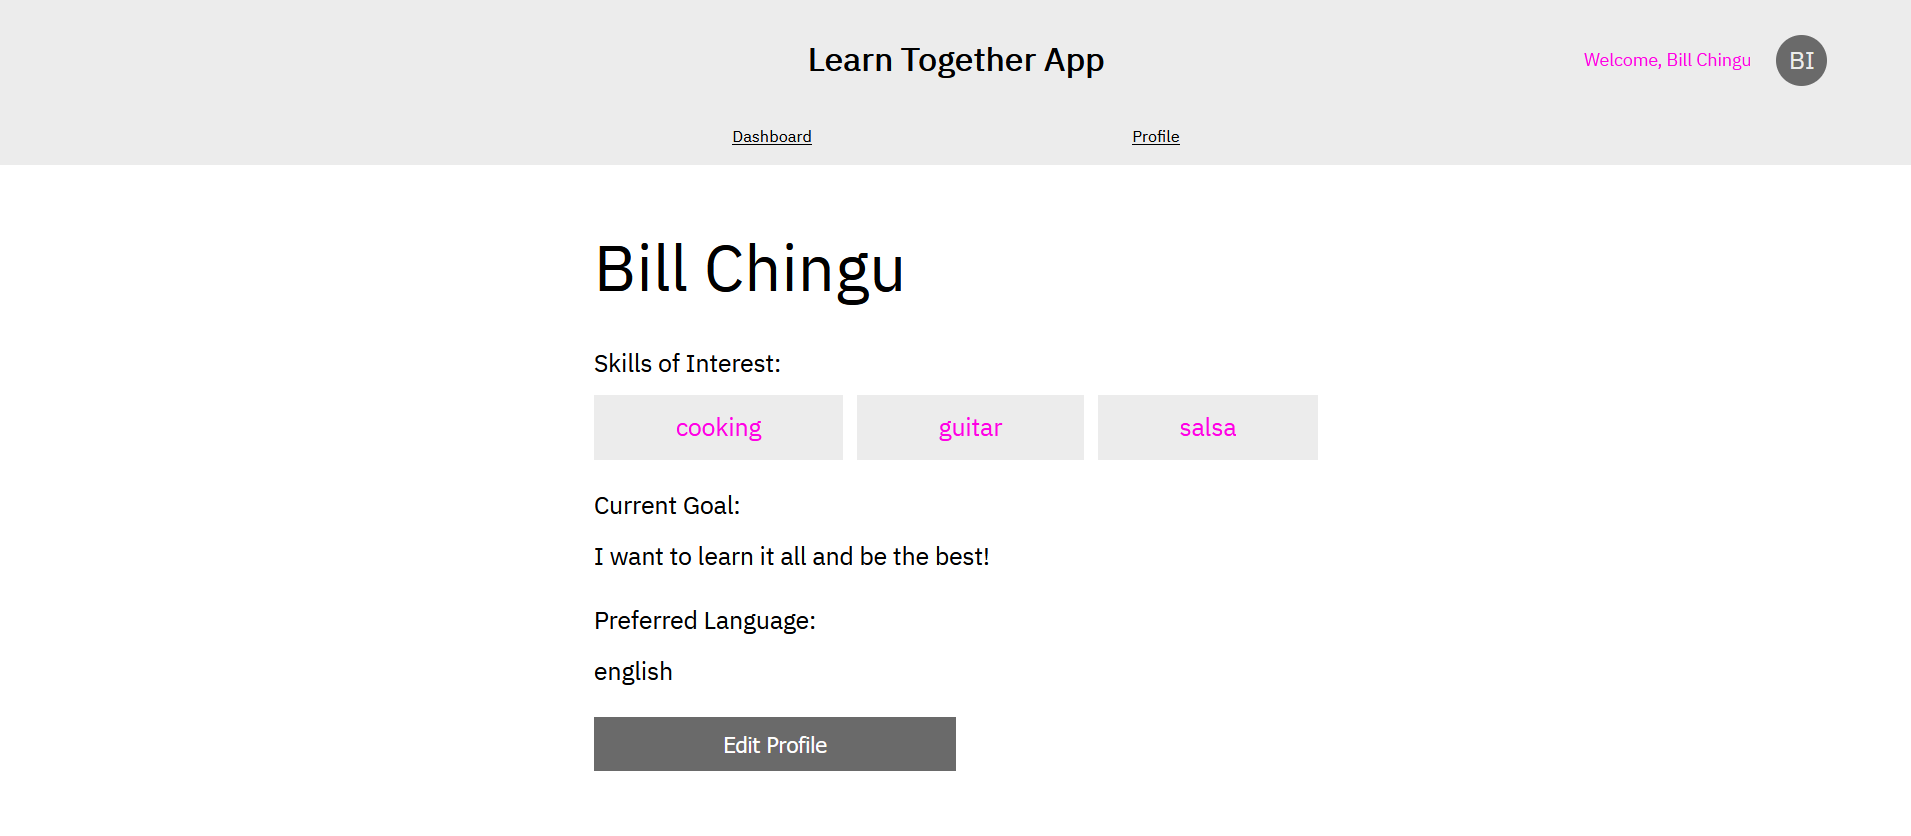 Learn Together App
Welcome, Bill Chingu
BI
Dashboard
Profile
Bill Chingu
Skills of Interest:
cooking
guitar
salsa
Current Goal:
I want to learn it all and be the best!
Preferred Language:
english
Edit Profile